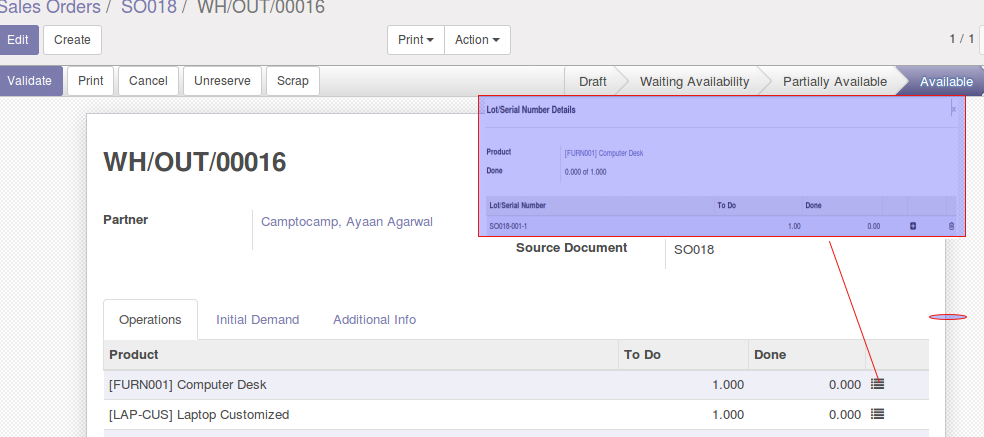 Sales Orders / SO018 / WH/OUT/00016
Edit Create Print Action 1 / 1
Validate Print Cancel Unreserve Scrap Draft Waiting Availability Partially Available Available
Lot/Serial Number Details
Product [FURN001] Computer Desk
Done 0.000 of 1.000
Lot/Serial Number To Do Done
SO018-001-1 1.00 0.00
WH/OUT/00016
Partner Camptocamp, Ayaan Agarwal
Source Document SO018
Operations Initial Demand Additional Info
Product To Do Done
[FURN001] Computer Desk 1.000 0.000
[LAP-CUS] Laptop Customized 1.000 0.000